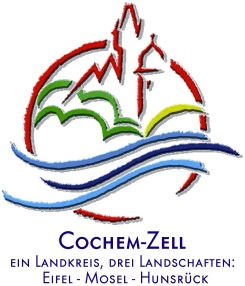 COCHEM-ZELL
EIN LANDKREIS, DREI LANDSCHAFTEN:
EIFEL - MOSEL - HUNSRÜCK